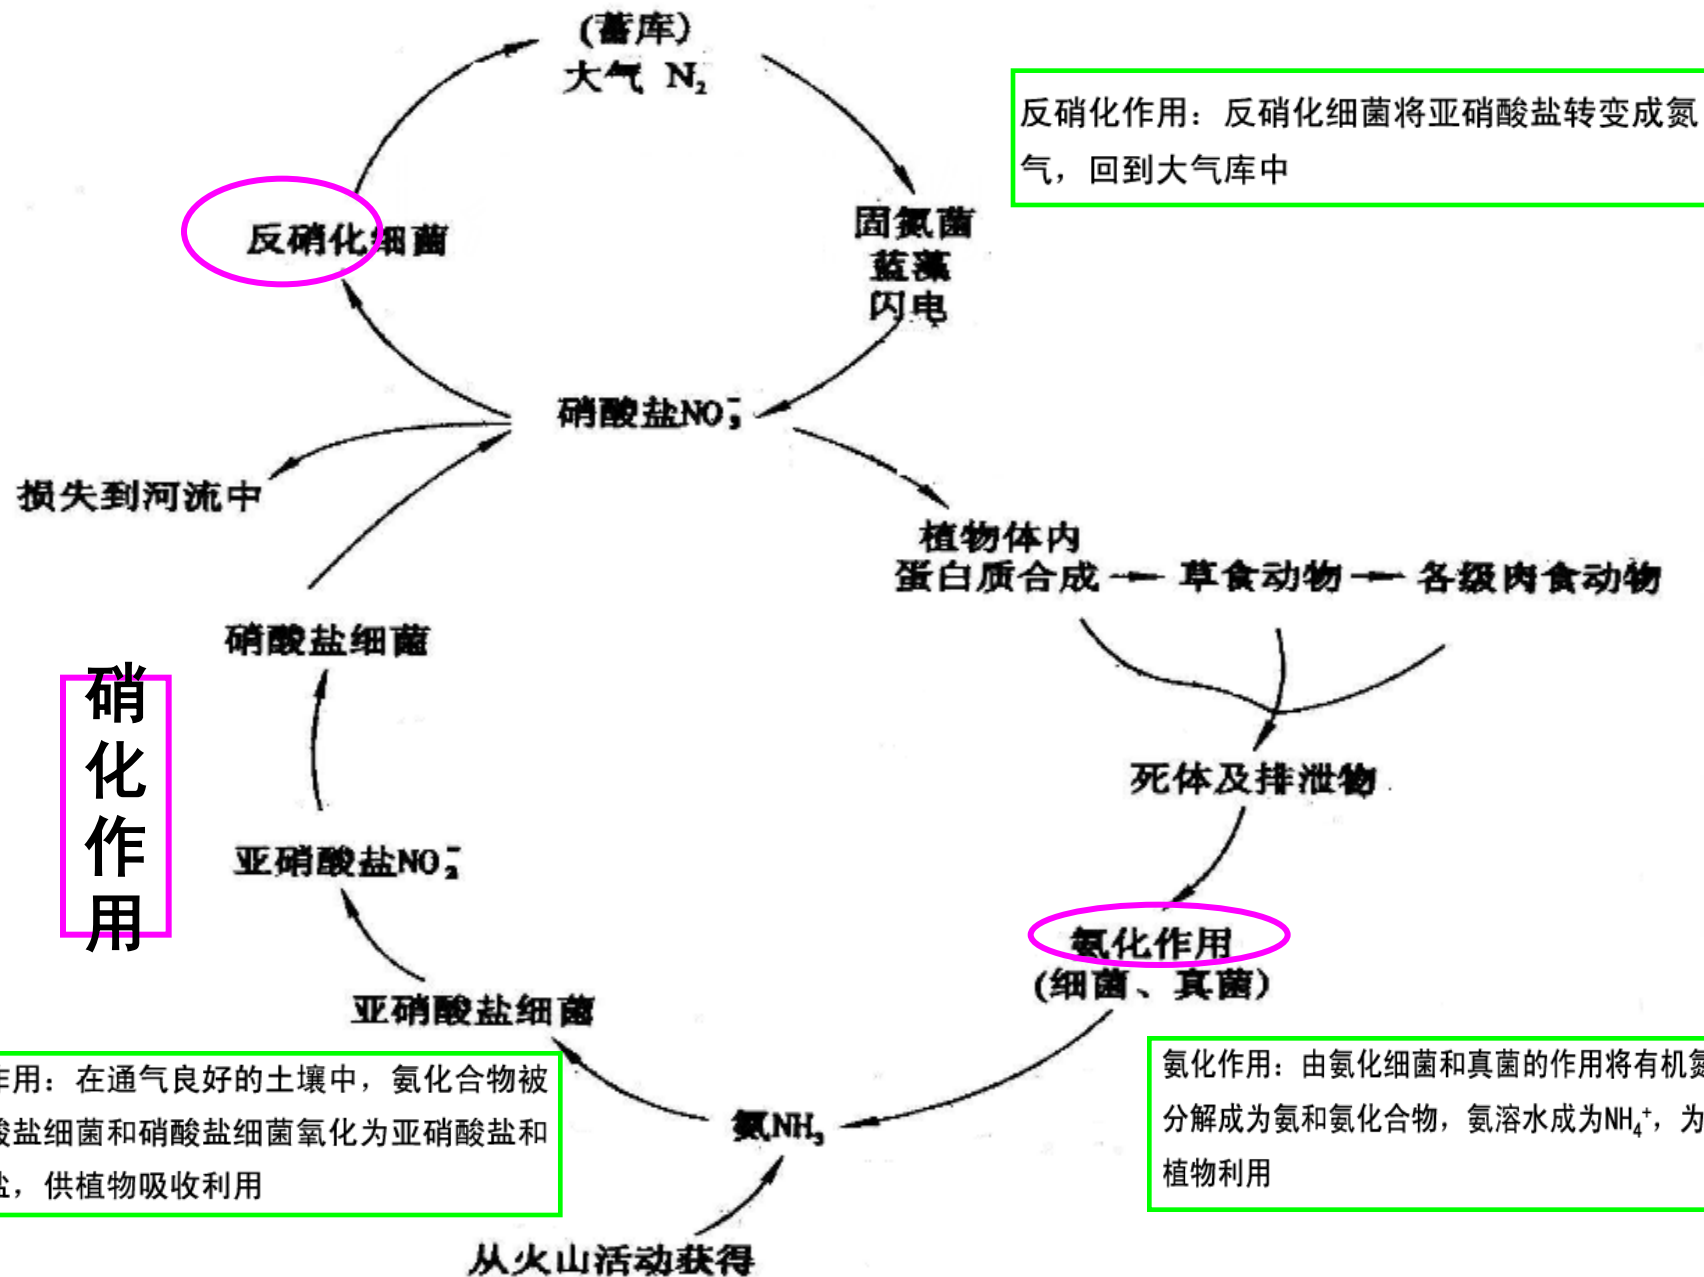 (蓄库)
大气 N₂
反硝化作用：反硝化细菌将亚硝酸盐转变成氮
气，回到大气库中
反硝化细菌
固氮菌
蓝藻
闪电
硝酸盐NO₃⁻
损失到河流中
植物体内
蛋白质合成 → 草食动物 → 各级肉食动物
硝酸盐细菌
硝
化
作
用
死体及排泄物
亚硝酸盐NO₂⁻
氨化作用
(细菌、真菌)
亚硝酸盐细菌
作用：在通气良好的土壤中，氨化合物被
酸盐细菌和硝酸盐细菌氧化为亚硝酸盐和
盐，供植物吸收利用
氨化作用：由氨化细菌和真菌的作用将有机氮
分解成为氨和氨化合物，氨溶水成为NH₄⁺，为
植物利用
氨NH₃
从火山活动获得